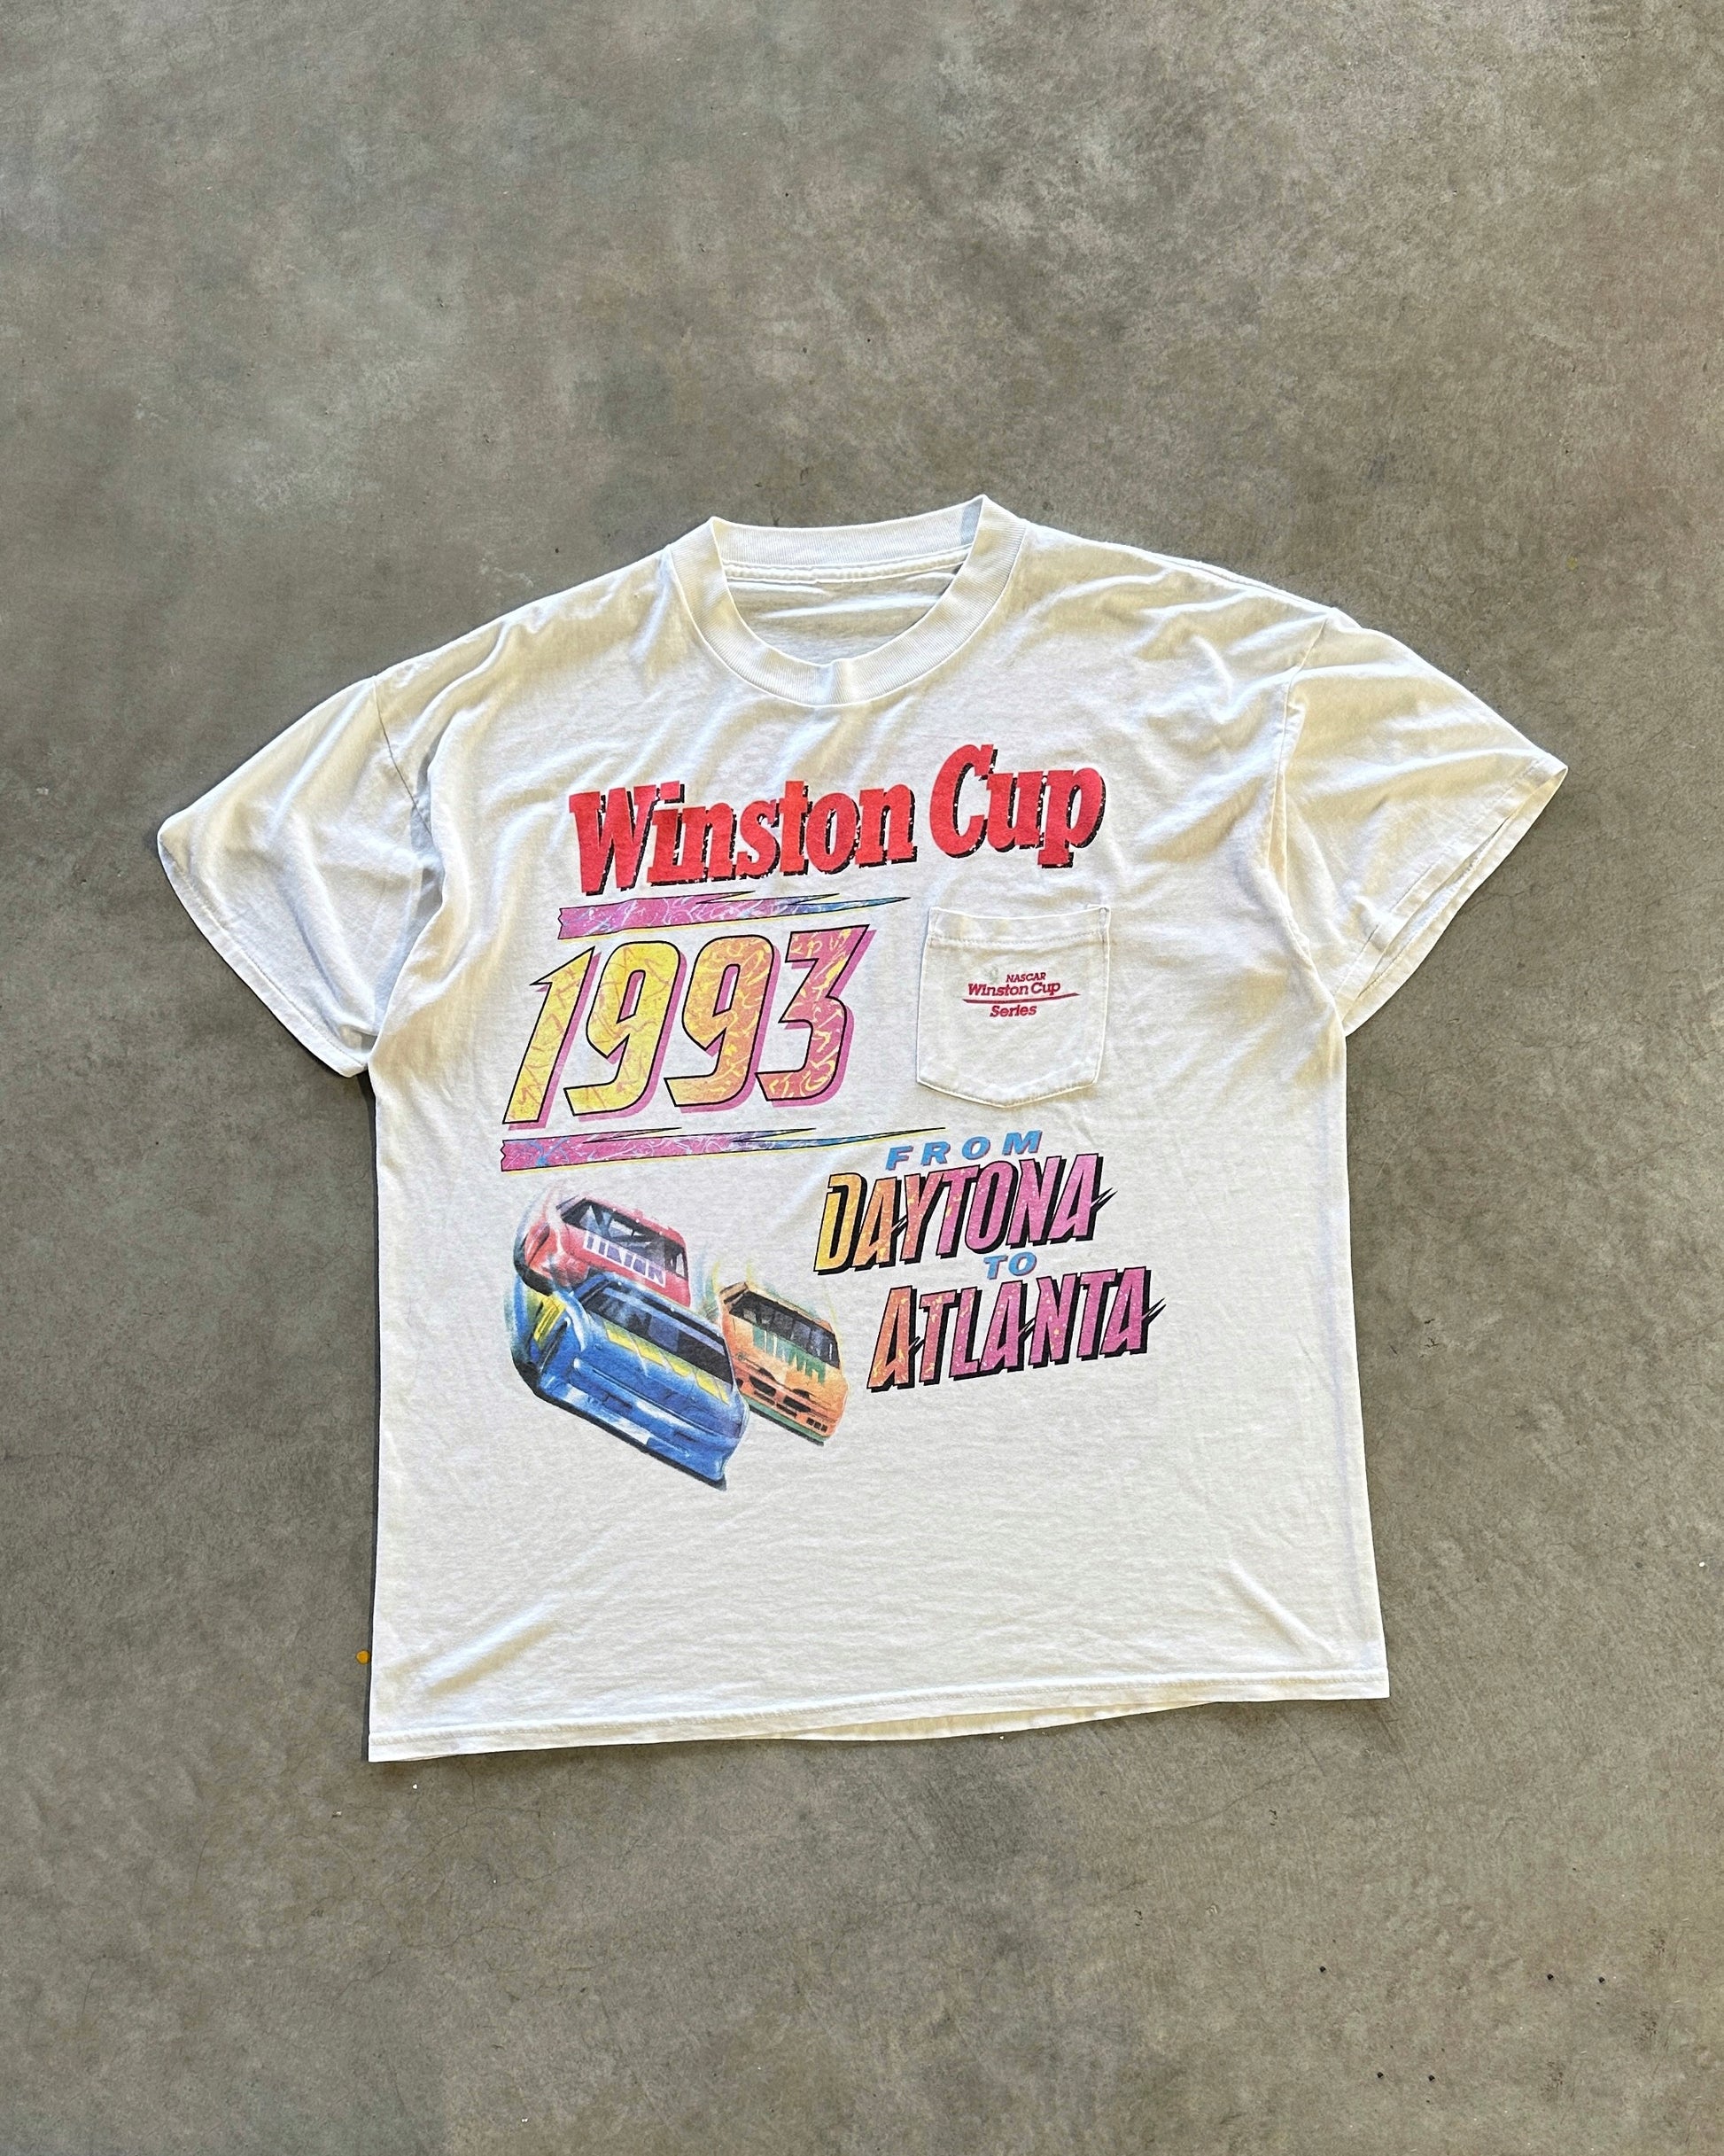 Winston Cup
1993
NASCAR
Winston Cup
Series
FROM
DAYTONA
TO
ATLANTA